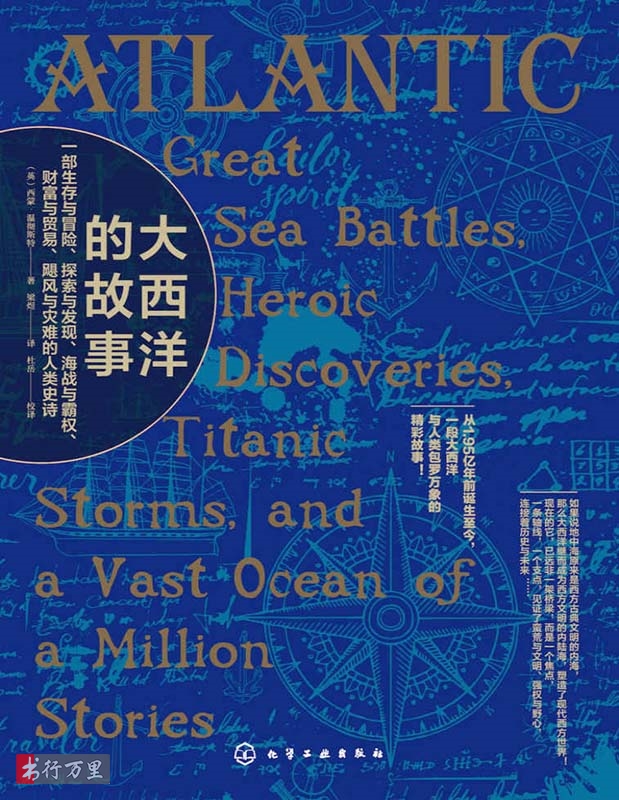 ATLANTIC
Great
Sea Battles,
Heroic
Discoveries,
Titanic
Storms, and
a Vast Ocean of
a Million
Stories
大西洋
的故事
一部生存与冒险、探索与发现、海战与霸权、
财富与贸易、飓风与灾难的人类史诗
（英）西蒙·温彻斯特 著 梁煜 译 杜岳 校译
从1.95亿年前诞生至今，
一段大西洋
与人类包罗万象的
精彩故事！
如果说地中海原来是西方古典文明的内海，
那么大西洋继而成为西方文明的内陆海，塑造了现代西方世界！
现在的它，已远非一架桥梁，而是一个焦点，
一条轴线，一个支点，见证了蛮荒与文明、强权与野心，
连接着历史与未来……
化学工业出版社
书行万里